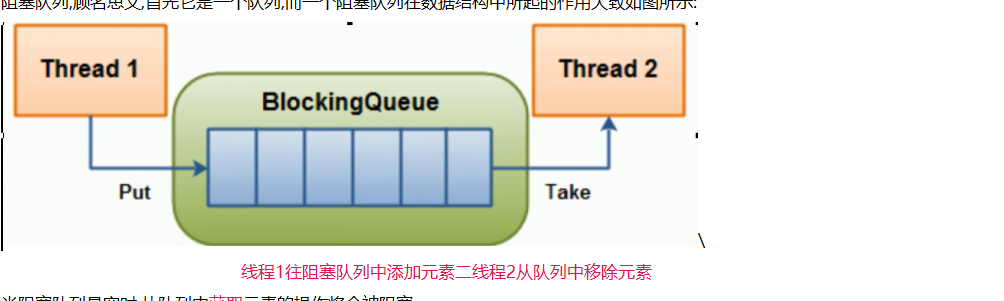 阻塞队列,顾名思义,首先它是一个队列,而一个阻塞队列在数据结构中所起的作用大致如图所示:
Thread 1
Thread 2
BlockingQueue
Put
Take
\
线程1往阻塞队列中添加元素二线程2从队列中移除元素
当阻塞队列是空时,从队列中获取元素的操作将会被阻塞